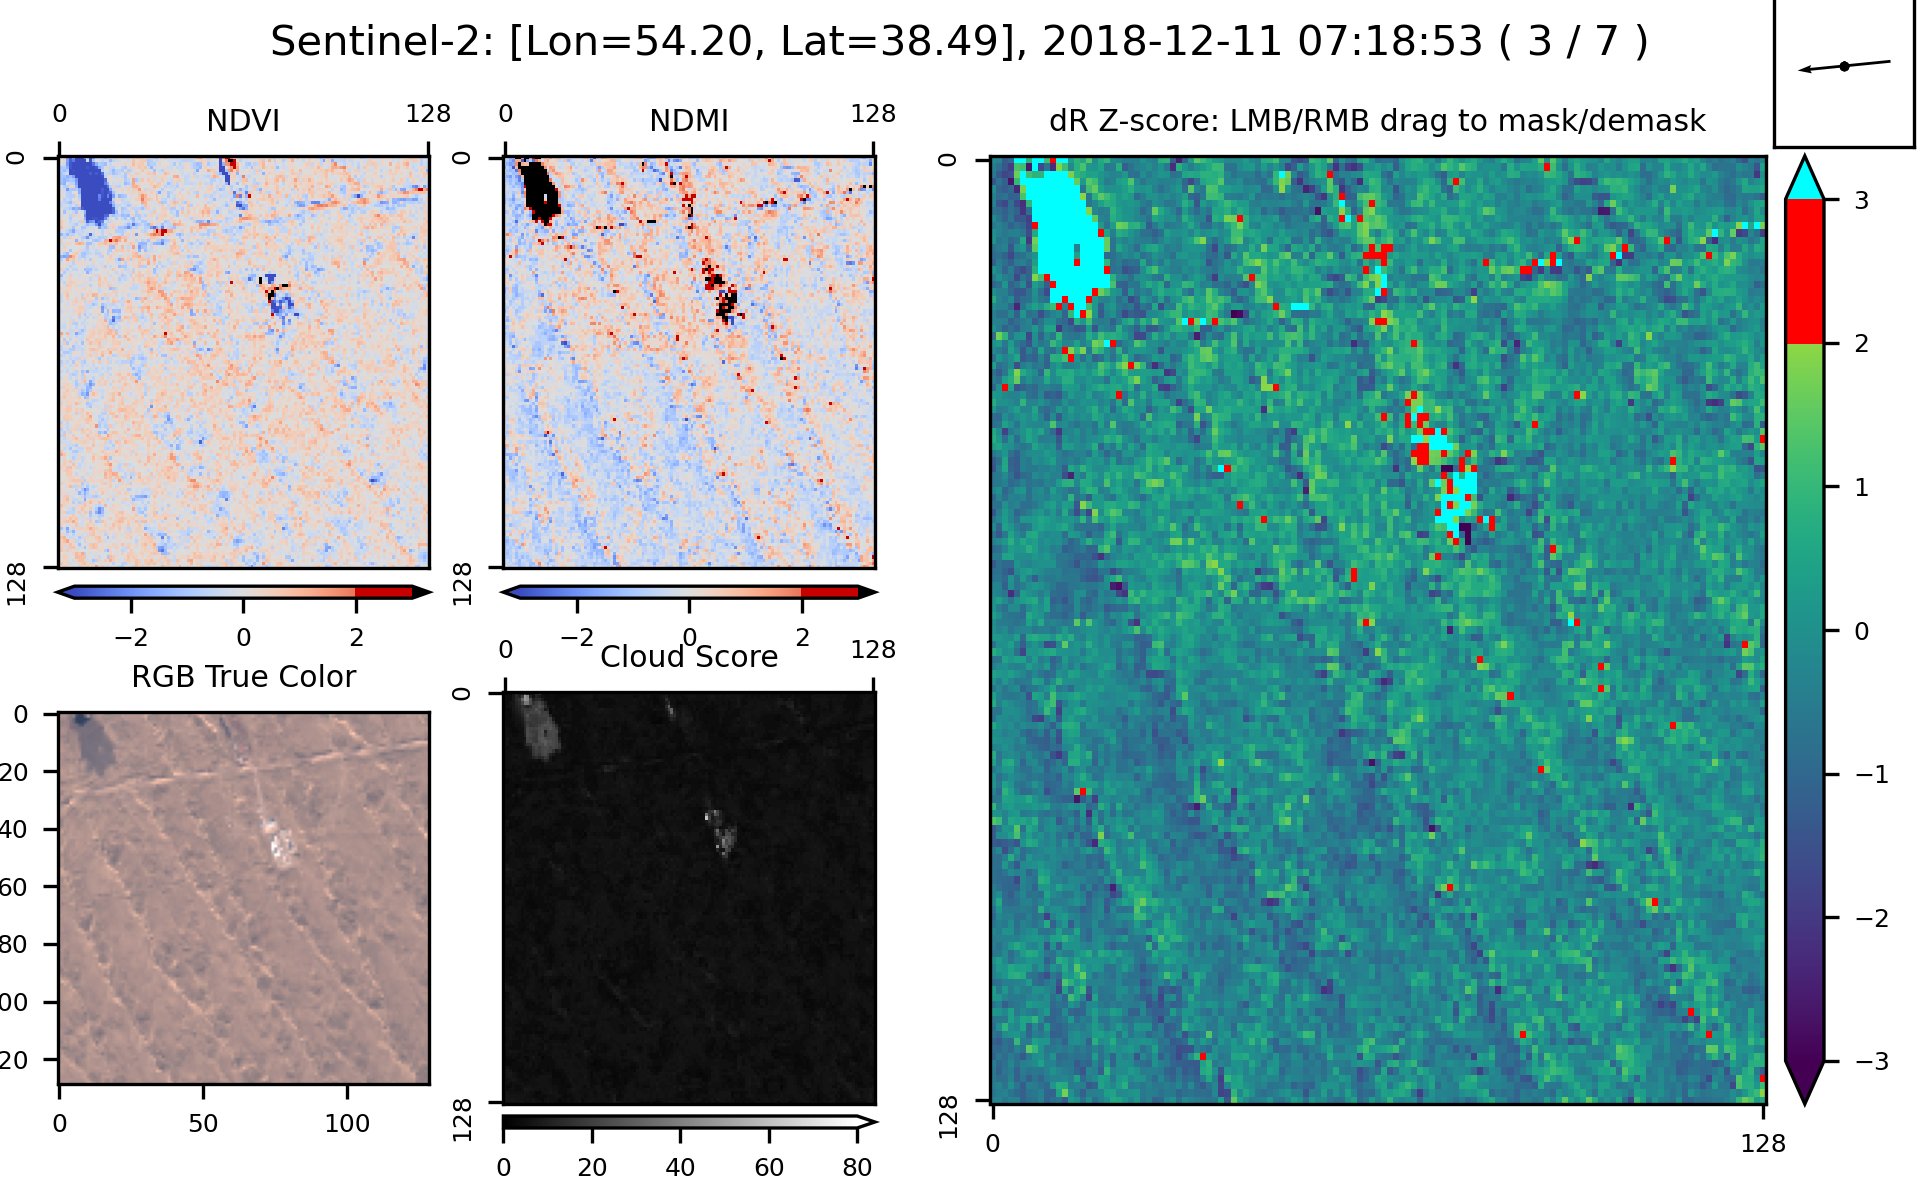 Sentinel-2: [Lon=54.20, Lat=38.49], 2018-12-11 07:18:53 ( 3 / 7 )
NDVI
0 128
0
128
−2 0 2
NDMI
0 128
0
128
−2 0 2
dR Z-score: LMB/RMB drag to mask/demask
0
128
0 128
3
2
1
0
−1
−2
−3
RGB True Color
0
20
40
60
80
00
20
0 50 100
Cloud Score
0 128
0
128
0 20 40 60 80